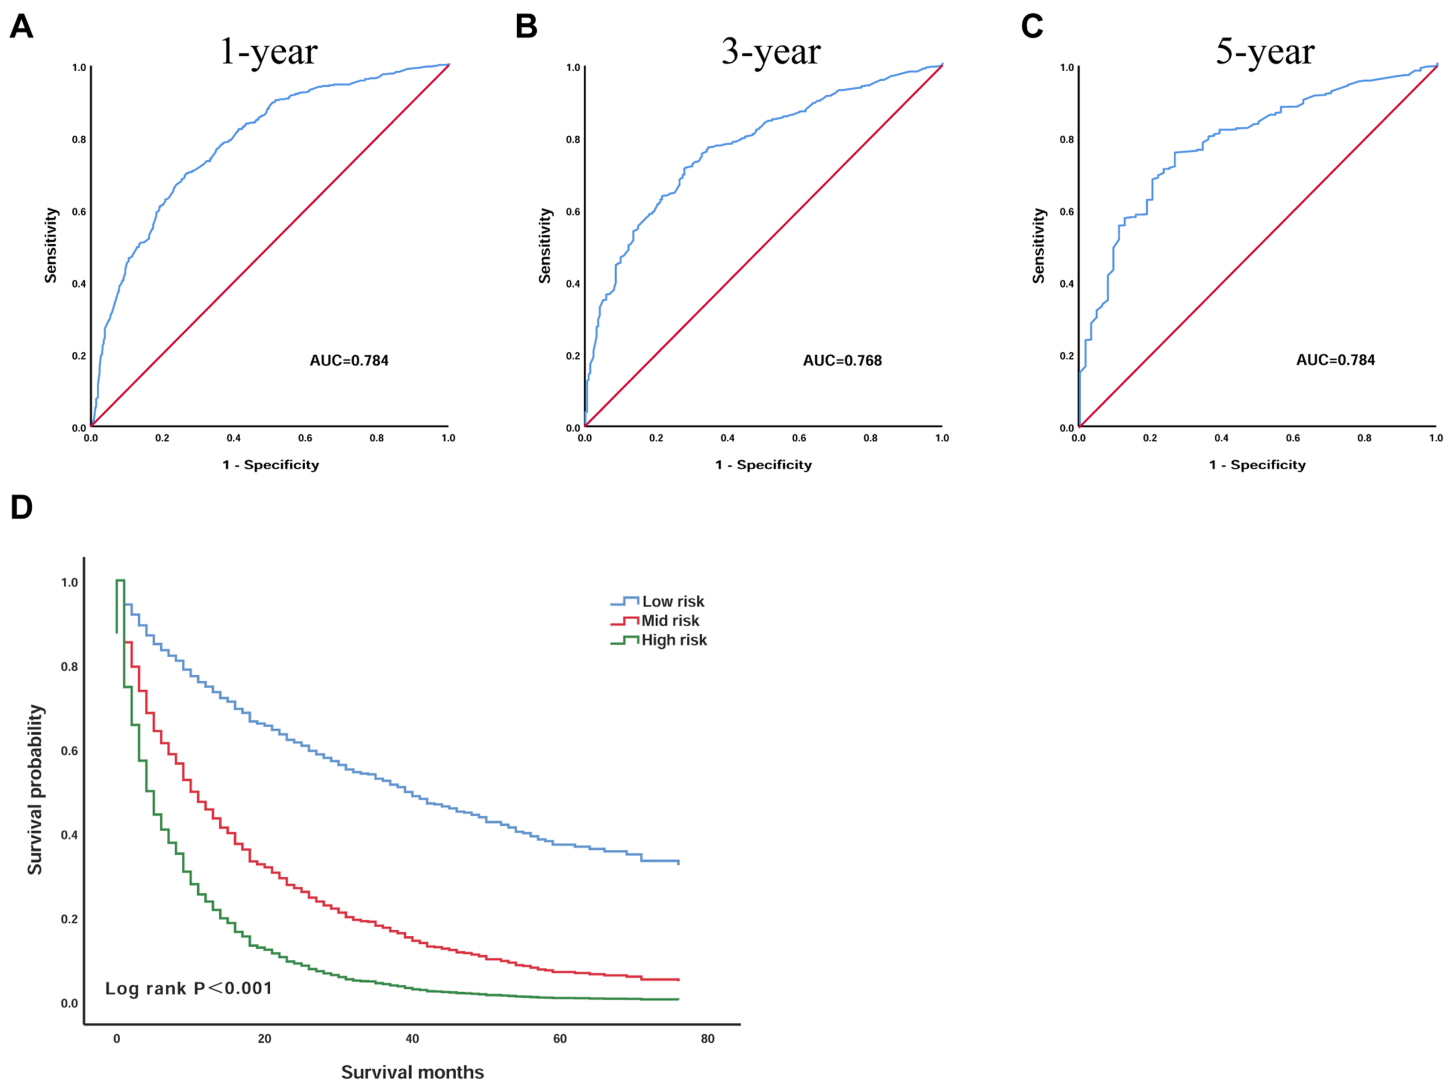 A
B
C
1-year
3-year
5-year
1.0
0.8
0.6
0.4
0.2
0.0
Sensitivity
AUC=0.784
0.0 0.2 0.4 0.6 0.8 1.0
1 - Specificity
1.0
0.8
0.6
0.4
0.2
0.0
Sensitivity
AUC=0.768
0.0 0.2 0.4 0.6 0.8 1.0
1 - Specificity
1.0
0.8
0.6
0.4
0.2
0.0
Sensitivity
AUC=0.784
0.0 0.2 0.4 0.6 0.8 1.0
1 - Specificity
D
1.0
0.8
0.6
0.4
0.2
0.0
Survival probability
Low risk
Mid risk
High risk
Log rank P<0.001
0 20 40 60 80
Survival months